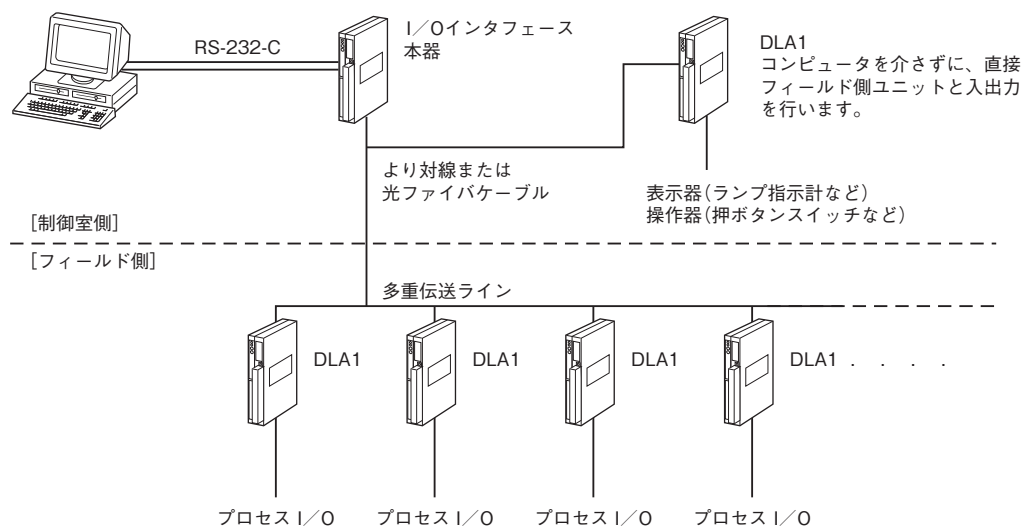 RS-232-C
I／Oインタフェース
本器
DLA1
コンピュータを介さずに、直接
フィールド側ユニットと入出力
を行います。
より対線または
光ファイバケーブル
表示器（ランプ指示計など）
操作器（押ボタンスイッチなど）
［制御室側］
［フィールド側］
多重伝送ライン
DLA1
DLA1
DLA1
DLA1 . . . .
プロセス I／O
プロセス I／O
プロセス I／O
プロセス I／O